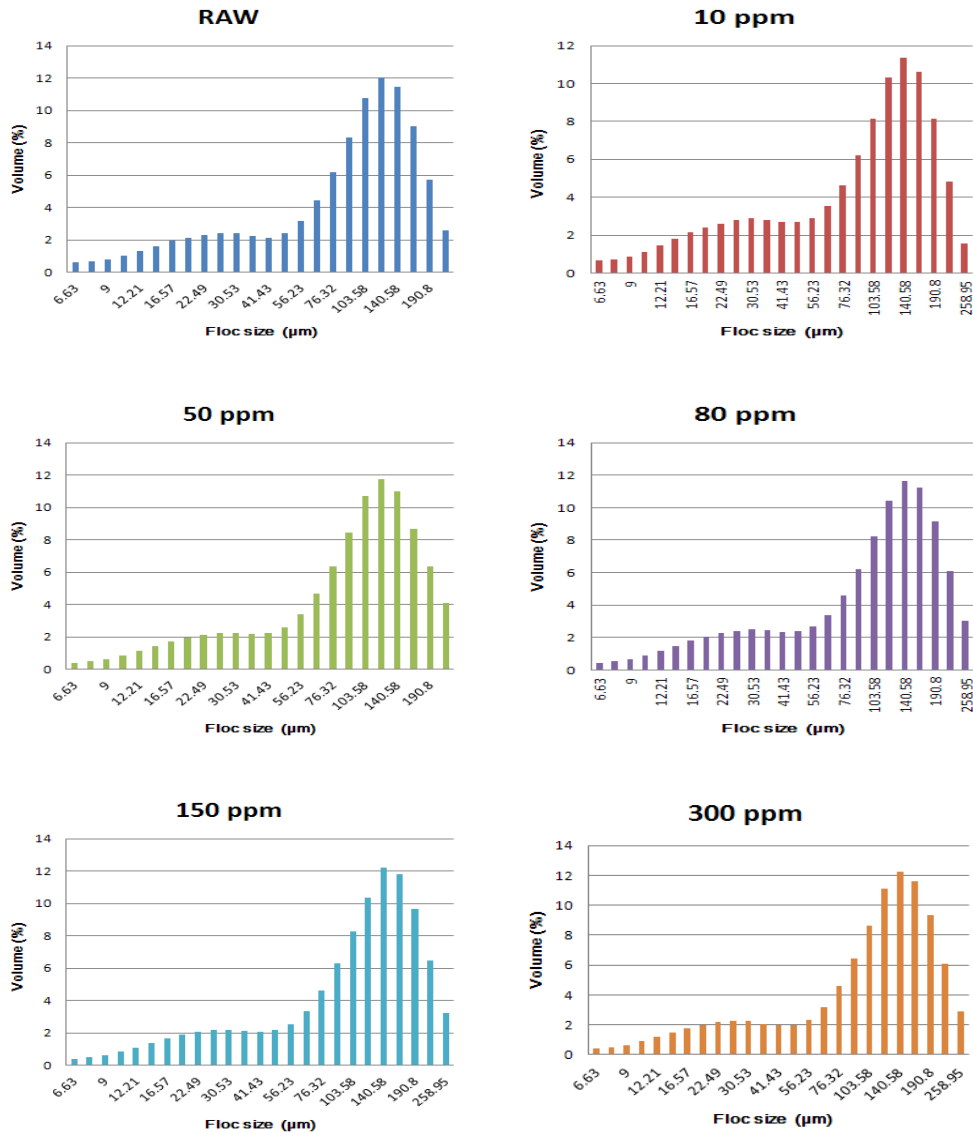 RAW
14
12
10
8
6
4
2
0
Volume (%)
6.63 9 12.21 16.57 22.49 30.53 41.43 56.23 76.32 103.58 140.58 190.8
Floc size (µm)
10 ppm
12
10
8
6
4
2
0
Volume (%)
6.63 9 12.21 16.57 22.49 30.53 41.43 56.23 76.32 103.58 140.58 190.8 258.95
Floc size (µm)
50 ppm
14
12
10
8
6
4
2
0
Volume (%)
6.63 9 12.21 16.57 22.49 30.53 41.43 56.23 76.32 103.58 140.58 190.8
Floc size (µm)
80 ppm
14
12
10
8
6
4
2
0
Volume (%)
6.63 9 12.21 16.57 22.49 30.53 41.43 56.23 76.32 103.58 140.58 190.8 258.95
Floc size (µm)
150 ppm
14
12
10
8
6
4
2
0
Volume (%)
6.63 9 12.21 16.57 22.49 30.53 41.43 56.23 76.32 103.58 140.58 190.8 258.95
Floc size (µm)
300 ppm
14
12
10
8
6
4
2
0
Volume (%)
6.63 9 12.21 16.57 22.49 30.53 41.43 56.23 76.32 103.58 140.58 190.8 258.95
Floc size (µm)